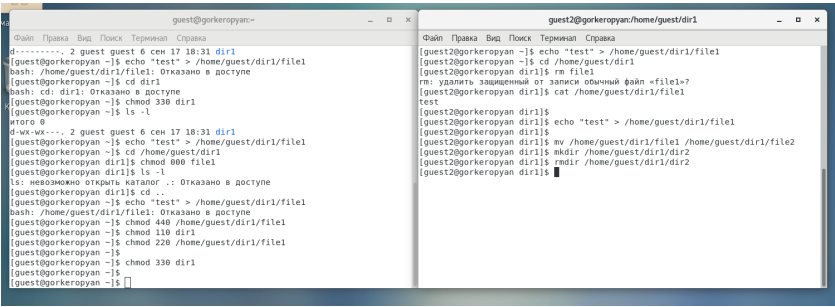 guest@gorkeropyan:~
Файл Правка Вид Поиск Терминал Справка
d---------. 2 guest guest 6 сен 17 18:31 dir1
[guest@gorkeropyan ~]$ echo "test" > /home/guest/dir1/file1
bash: /home/guest/dir1/file1: Отказано в доступе
[guest@gorkeropyan ~]$ cd dir1
bash: cd: dir1: Отказано в доступе
[guest@gorkeropyan ~]$ chmod 330 dir1
[guest@gorkeropyan ~]$ ls -l
итого 0
d-wx-wx---. 2 guest guest 6 сен 17 18:31 dir1
[guest@gorkeropyan ~]$ echo "test" > /home/guest/dir1/file1
[guest@gorkeropyan ~]$ cd /home/guest/dir1
[guest@gorkeropyan dir1]$ chmod 000 file1
[guest@gorkeropyan dir1]$ ls -l
ls: невозможно открыть каталог .: Отказано в доступе
[guest@gorkeropyan dir1]$ cd ..
[guest@gorkeropyan ~]$ echo "test" > /home/guest/dir1/file1
bash: /home/guest/dir1/file1: Отказано в доступе
[guest@gorkeropyan ~]$ chmod 440 /home/guest/dir1/file1
[guest@gorkeropyan ~]$ chmod 110 dir1
[guest@gorkeropyan ~]$ chmod 220 /home/guest/dir1/file1
[guest@gorkeropyan ~]$
[guest@gorkeropyan ~]$ chmod 330 dir1
[guest@gorkeropyan ~]$
[guest@gorkeropyan ~]$
guest2@gorkeropyan:/home/guest/dir1
Файл Правка Вид Поиск Терминал Справка
[guest2@gorkeropyan ~]$ echo "test" > /home/guest/dir1/file1
[guest2@gorkeropyan ~]$ cd /home/guest/dir1
[guest2@gorkeropyan dir1]$ rm file1
rm: удалить защищенный от записи обычный файл «file1»?
[guest2@gorkeropyan dir1]$ cat /home/guest/dir1/file1
test
[guest2@gorkeropyan dir1]$
[guest2@gorkeropyan dir1]$ echo "test" > /home/guest/dir1/file1
[guest2@gorkeropyan dir1]$
[guest2@gorkeropyan dir1]$ mv /home/guest/dir1/file1 /home/guest/dir1/file2
[guest2@gorkeropyan dir1]$ mkdir /home/guest/dir1/dir2
[guest2@gorkeropyan dir1]$ rmdir /home/guest/dir1/dir2
[guest2@gorkeropyan dir1]$